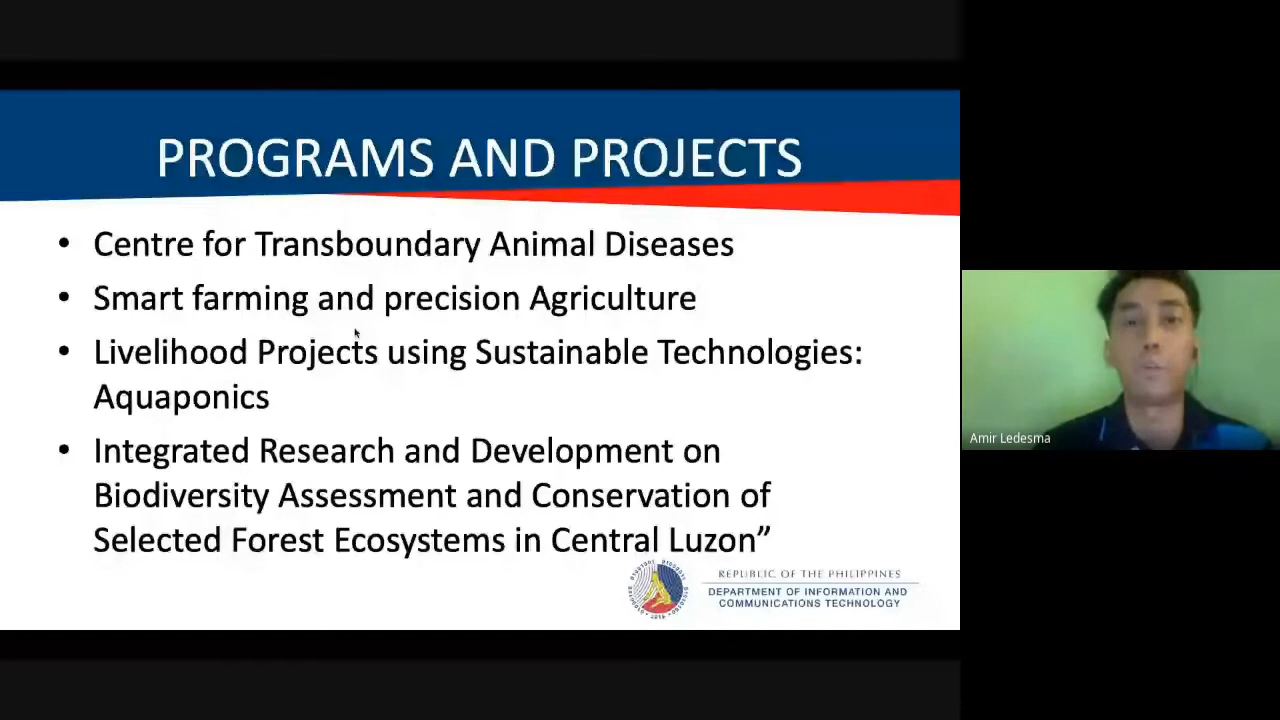 PROGRAMS AND PROJECTS
• Centre for Transboundary Animal Diseases
• Smart farming and precision Agriculture
• Livelihood Projects using Sustainable Technologies:
Aquaponics
• Integrated Research and Development on
Biodiversity Assessment and Conservation of
Selected Forest Ecosystems in Central Luzon”
REPUBLIC OF THE PHILIPPINES
DEPARTMENT OF INFORMATION AND
COMMUNICATIONS TECHNOLOGY
Amir Ledesma